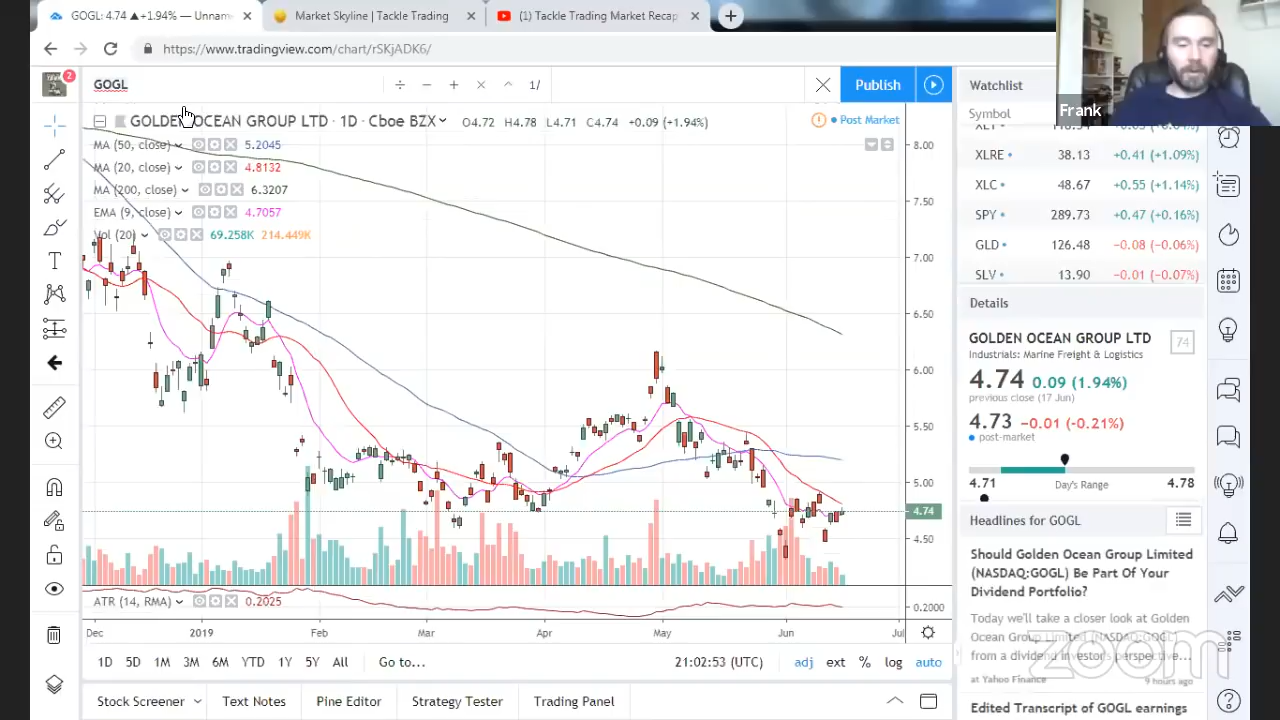 GOGL: 4.74 ▲+1.94% — Unnam
Market Skyline | Tackle Trading
(1) Tackle Trading Market Recap
https://www.tradingview.com/chart/rSKjADK6/
2
GOGL
1/
Publish
Watchlist
Frank
Symbol
GOLDEN OCEAN GROUP LTD · 1D · Cboe BZX
O4.72 H4.78 L4.71 C4.74 +0.09 (+1.94%)
Post Market
MA (50, close) 5.2045
MA (20, close) 4.8132
MA (200, close) 6.3207
EMA (9, close) 4.7057
Vol (20) 69.258K 214.449K
8.00
7.50
7.00
6.50
6.00
5.50
5.00
4.74
4.50
ATR (14, RMA) 0.2025
0.2000
Dec 2019 Feb Mar Apr May Jun Jul
1D 5D 1M 3M 6M YTD 1Y 5Y All Go to...
21:02:53 (UTC) adj ext % log auto
Stock Screener Text Notes Pine Editor Strategy Tester Trading Panel
XLRE 38.13 +0.41 (+1.09%)
XLC 48.67 +0.55 (+1.14%)
SPY 289.73 +0.47 (+0.16%)
GLD 126.48 −0.08 (−0.06%)
SLV 13.90 −0.01 (−0.07%)
Details
GOLDEN OCEAN GROUP LTD
74
Industrials: Marine Freight & Logistics
4.74 0.09 (1.94%)
previous close (17 Jun)
4.73 −0.01 (−0.21%)
post-market
4.71 Day's Range 4.78
Headlines for GOGL
Should Golden Ocean Group Limited
(NASDAQ:GOGL) Be Part Of Your
Dividend Portfolio?
Today we'll take a closer look at Golden
Ocean Group Limited (NASDAQ:GOGL)
from a dividend investor's perspective...
at Yahoo Finance 9 hours ago
Edited Transcript of GOGL earnings
zoom